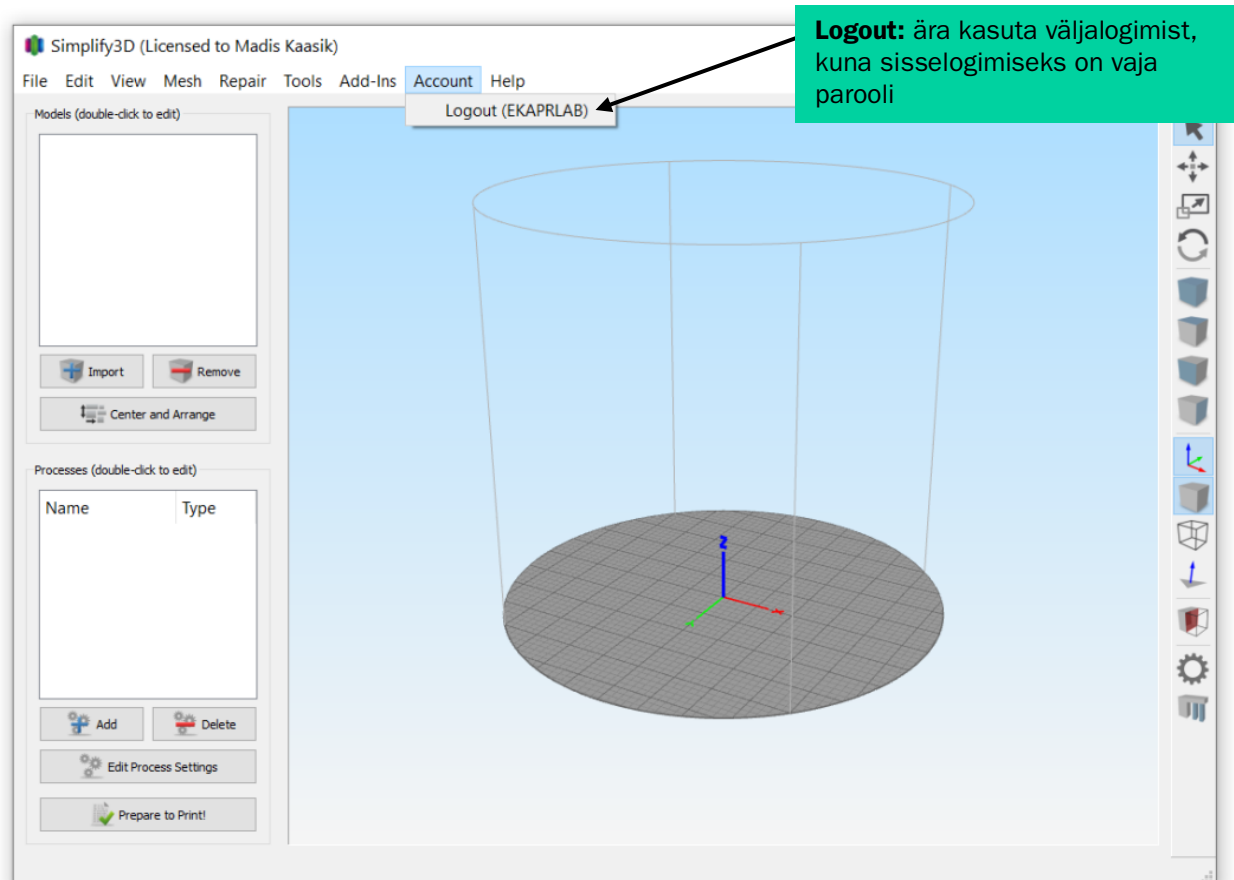 Simplify3D (Licensed to Madis Kaasik)
Logout: ära kasuta väljalogimist,
kuna sisselogimiseks on vaja
parooli
File Edit View Mesh Repair Tools Add-Ins Account Help
Logout (EKAPRLAB)
Models (double-click to edit)
Import Remove
Center and Arrange
Processes (double-click to edit)
Name Type
Add Delete
Edit Process Settings
Prepare to Print!
Z